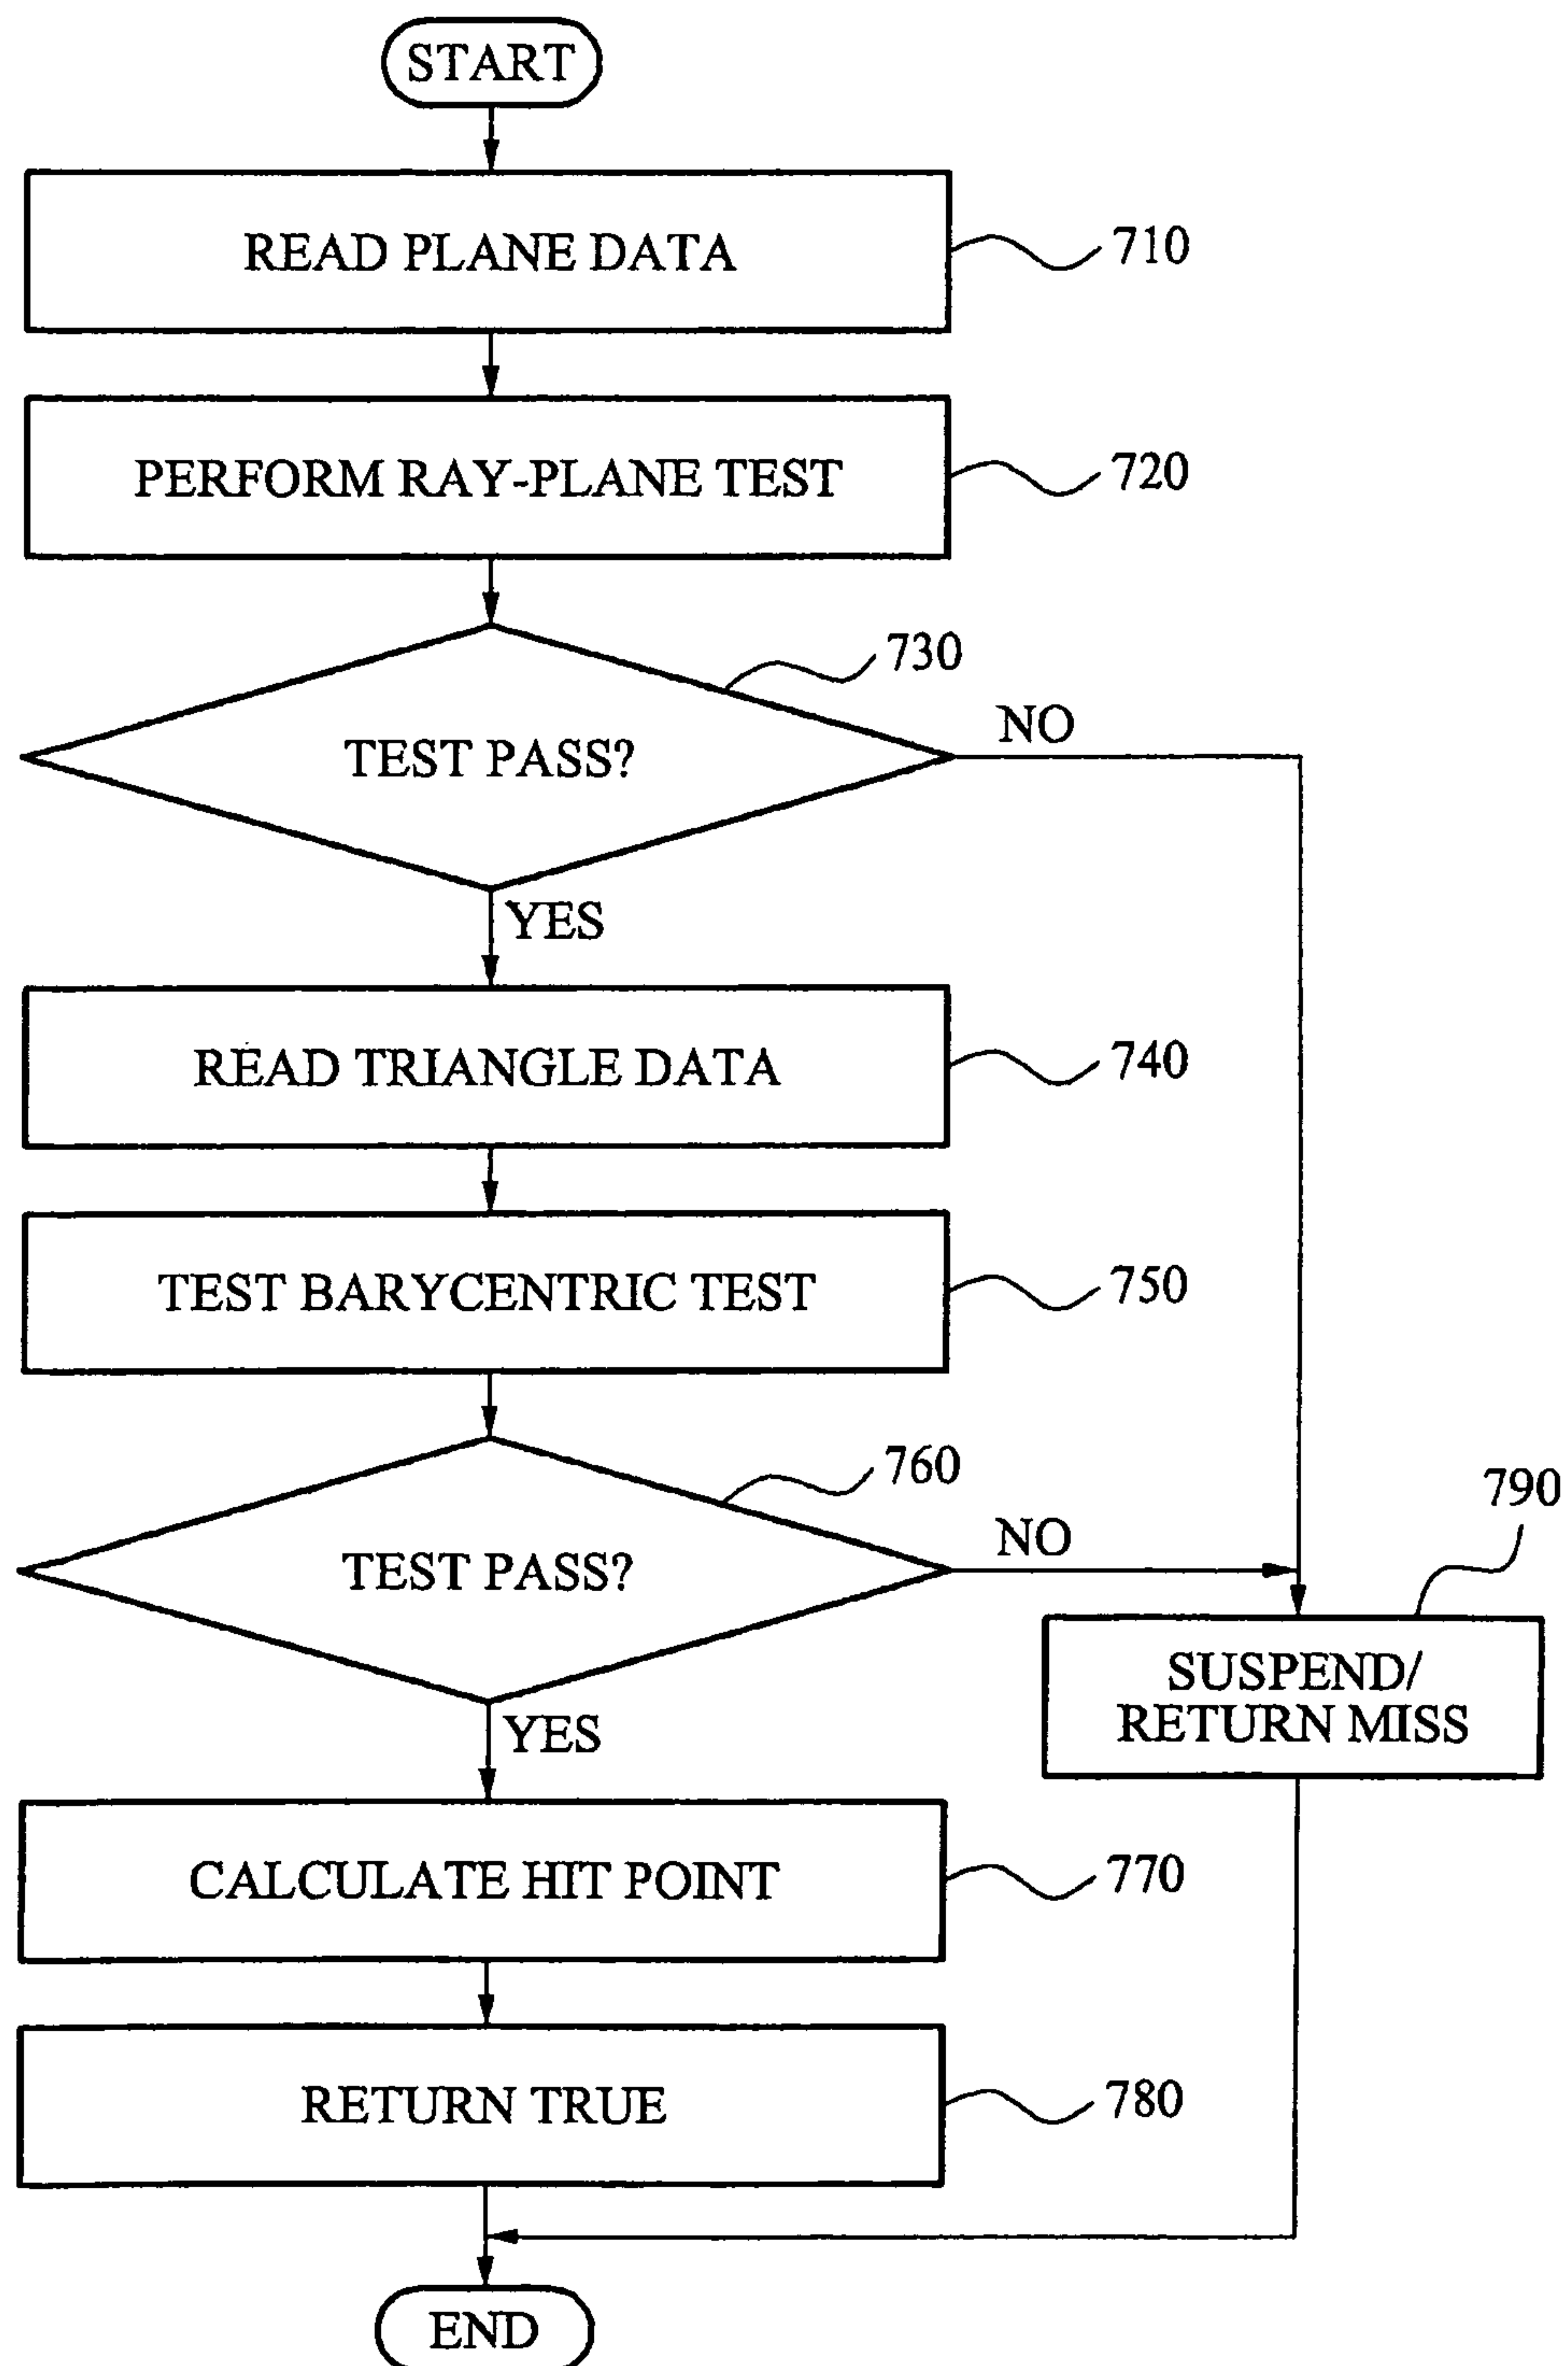 START
READ PLANE DATA
710
PERFORM RAY-PLANE TEST
720
730
TEST PASS?
NO
YES
READ TRIANGLE DATA
740
TEST BARYCENTRIC TEST
750
760
TEST PASS?
NO
790
SUSPEND/
RETURN MISS
YES
CALCULATE HIT POINT
770
RETURN TRUE
780
END